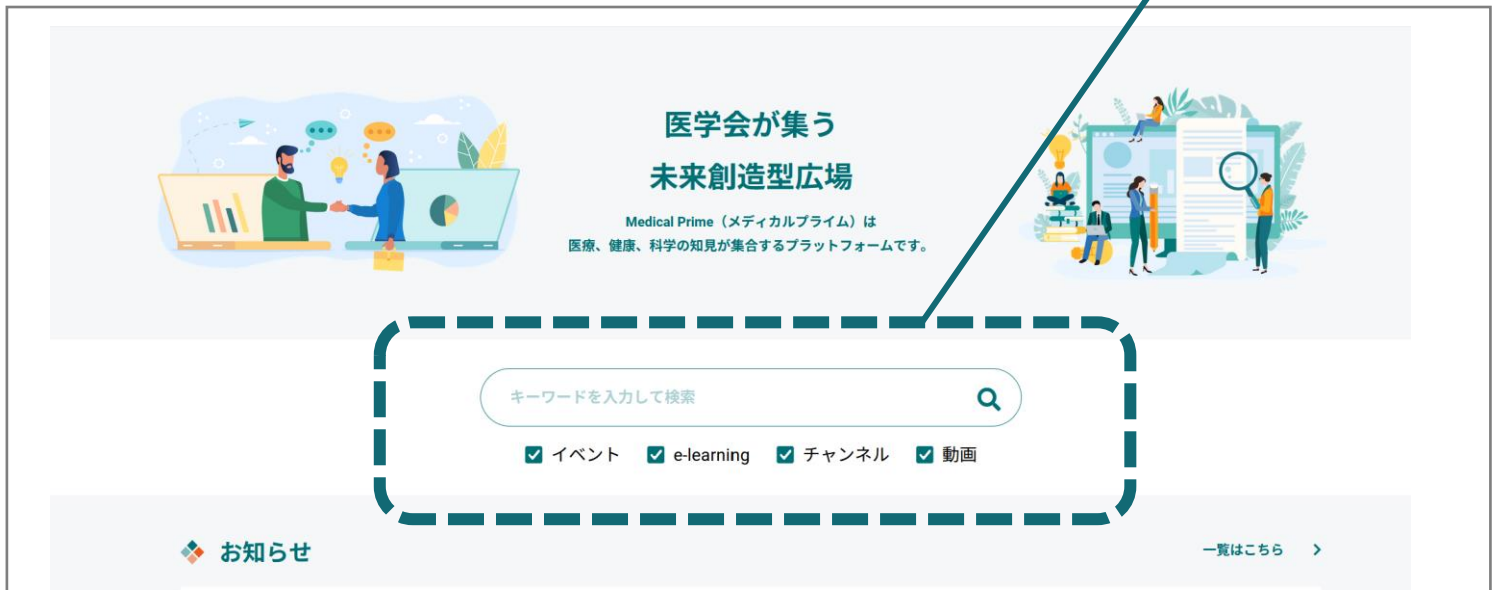 医学会が集う
未来創造型広場
Medical Prime（メディカルプライム）は
医療、健康、科学の知見が集合するプラットフォームです。
キーワードを入力して検索
イベント e-learning チャンネル 動画
お知らせ 一覧はこちら